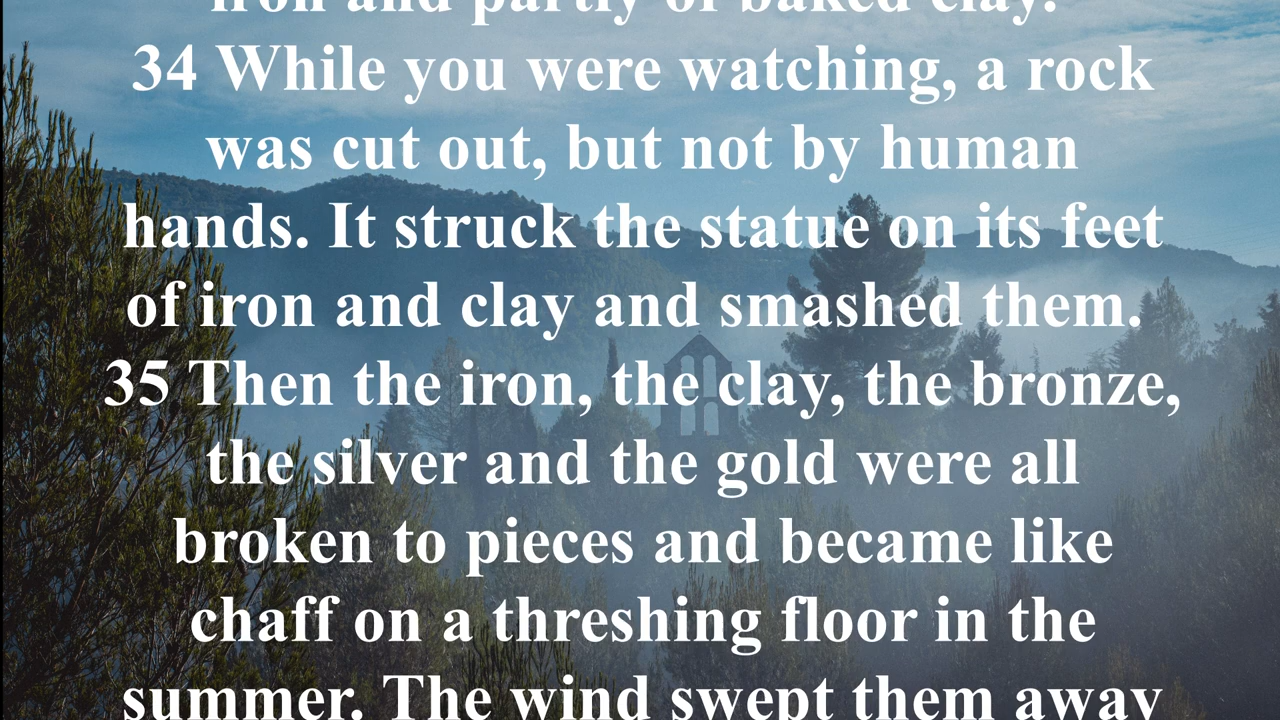 iron and partly of baked clay.
34 While you were watching, a rock
was cut out, but not by human
hands. It struck the statue on its feet
of iron and clay and smashed them.
35 Then the iron, the clay, the bronze,
the silver and the gold were all
broken to pieces and became like
chaff on a threshing floor in the
summer. The wind swept them away